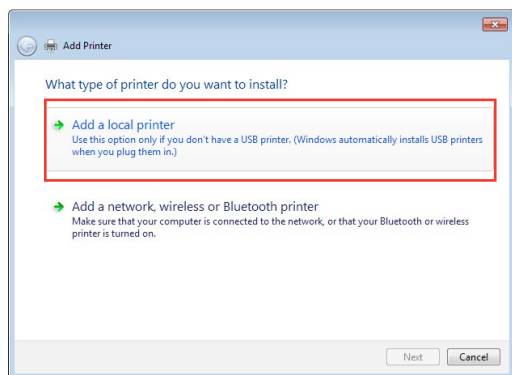 Add Printer
What type of printer do you want to install?
Add a local printer
Use this option only if you don't have a USB printer. (Windows automatically installs USB printers
when you plug them in.)
Add a network, wireless or Bluetooth printer
Make sure that your computer is connected to the network, or that your Bluetooth or wireless
printer is turned on.
Next Cancel